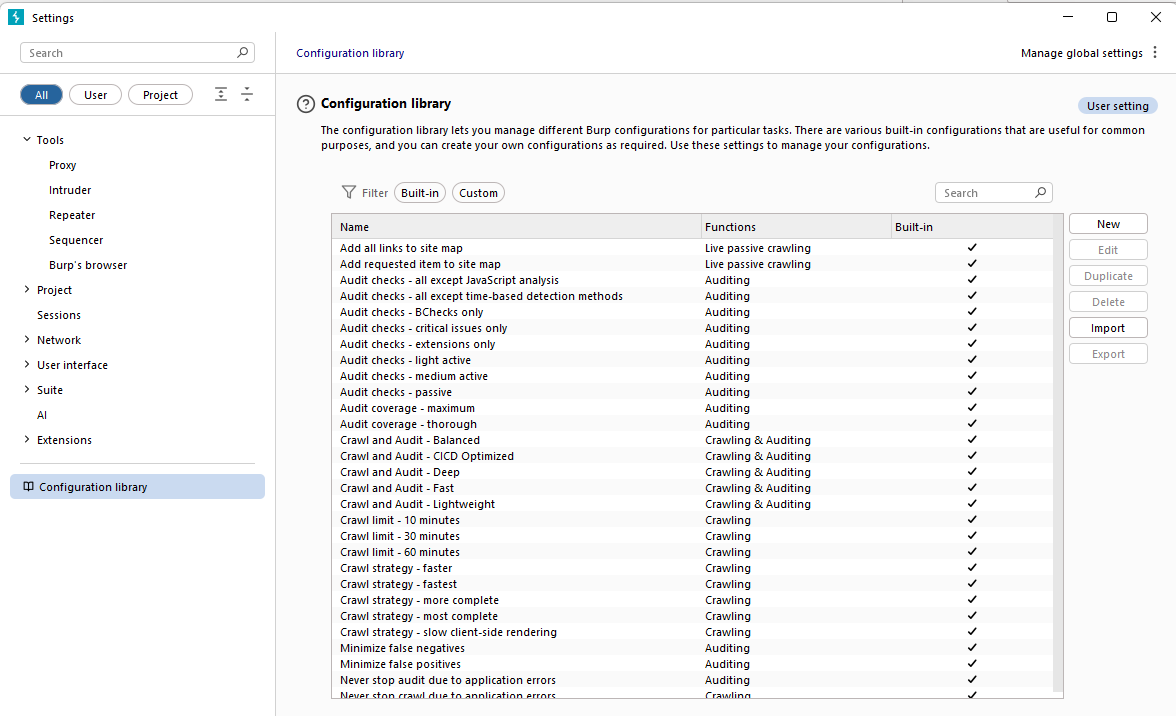 Settings
Search
All User Project
Tools
Proxy
Intruder
Repeater
Sequencer
Burp's browser
Project
Sessions
Network
User interface
Suite
AI
Extensions
Configuration library
Configuration library
Manage global settings
Configuration library
User setting
The configuration library lets you manage different Burp configurations for particular tasks. There are various built-in configurations that are useful for common
purposes, and you can create your own configurations as required. Use these settings to manage your configurations.
Filter Built-in Custom Search
Name Functions Built-in
Add all links to site map Live passive crawling
Add requested item to site map Live passive crawling
Audit checks - all except JavaScript analysis Auditing
Audit checks - all except time-based detection methods Auditing
Audit checks - BChecks only Auditing
Audit checks - critical issues only Auditing
Audit checks - extensions only Auditing
Audit checks - light active Auditing
Audit checks - medium active Auditing
Audit checks - passive Auditing
Audit coverage - maximum Auditing
Audit coverage - thorough Auditing
Crawl and Audit - Balanced Crawling & Auditing
Crawl and Audit - CICD Optimized Crawling & Auditing
Crawl and Audit - Deep Crawling & Auditing
Crawl and Audit - Fast Crawling & Auditing
Crawl and Audit - Lightweight Crawling & Auditing
Crawl limit - 10 minutes Crawling
Crawl limit - 30 minutes Crawling
Crawl limit - 60 minutes Crawling
Crawl strategy - faster Crawling
Crawl strategy - fastest Crawling
Crawl strategy - more complete Crawling
Crawl strategy - most complete Crawling
Crawl strategy - slow client-side rendering Crawling
Minimize false negatives Auditing
Minimize false positives Auditing
Never stop audit due to application errors Auditing
Never stop crawl due to application errors Crawling
New
Edit
Duplicate
Delete
Import
Export